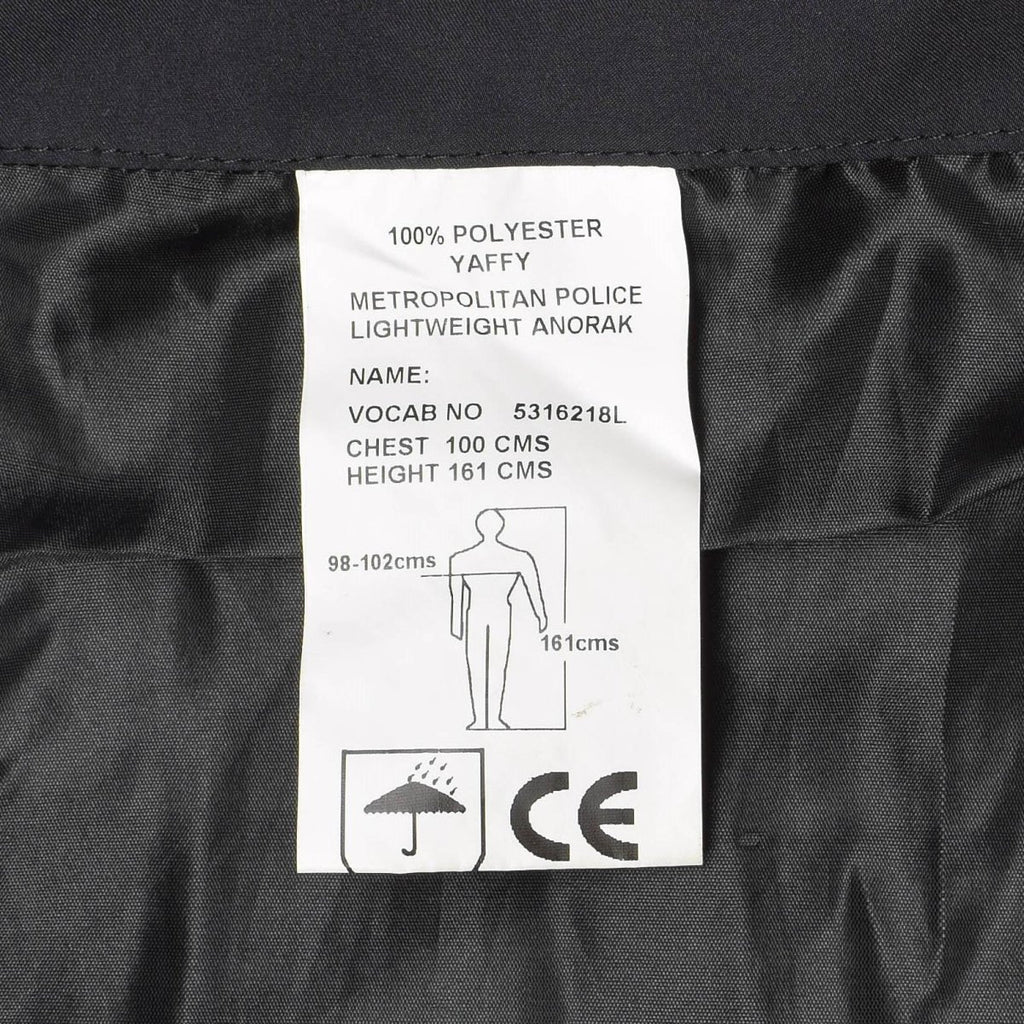 100% POLYESTER
YAFFY
METROPOLITAN POLICE
LIGHTWEIGHT ANORAK
NAME:
VOCAB NO 5316218L
CHEST 100 CMS
HEIGHT 161 CMS
98-102cms
161cms
CE